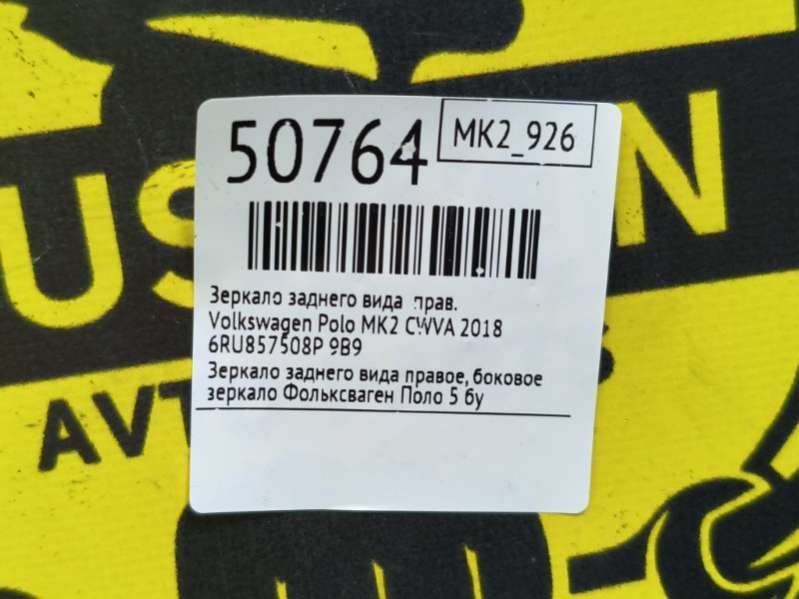 50764
MK2_926
Зеркало заднего вида прав.
Volkswagen Polo MK2 CWVA 2018
6RU857508P 9B9
Зеркало заднего вида правое, боковое
зеркало Фольксваген Поло 5 бу
US
N
АВТ